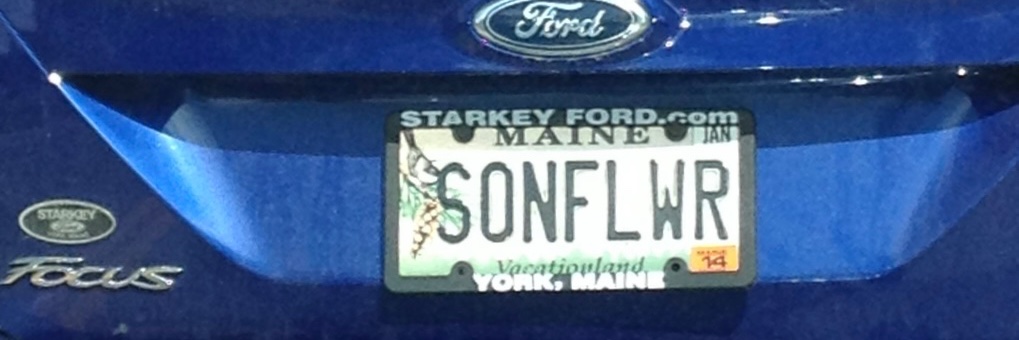 Ford
STARKEY FORD.com
MAINE
JAN
SONFLWR
14
Vacationland
YORK, MAINE
STARKEY
FOCUS